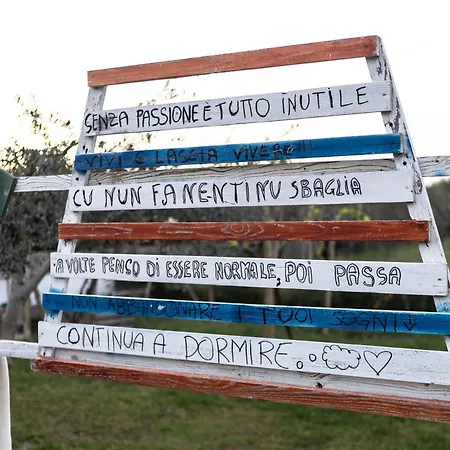 SENZA PASSIONE È TUTTO INUTILE
VIVI E LASCIA VIVERE!!!
CU NUN FA NENTI NU SBAGLIA
A VOLTE PENSO DI ESSERE NORMALE, POI PASSA
NON ABBANDONARE I TUOI SOGNI
CONTINUA A DORMIRE...